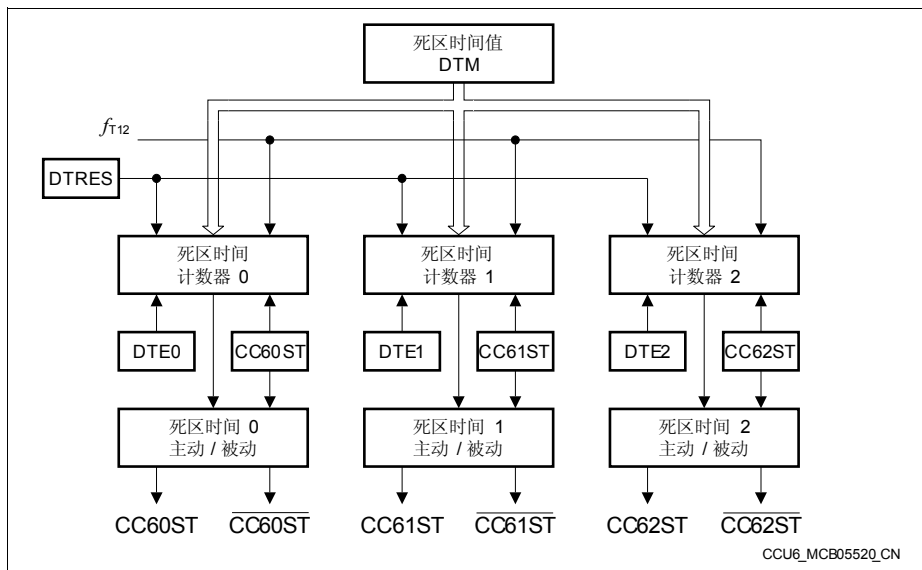 死区时间值
DTM
fT12
DTRES
死区时间
计数器 0
死区时间
计数器 1
死区时间
计数器 2
DTE0
CC60ST
DTE1
CC61ST
DTE2
CC62ST
死区时间 0
主动 / 被动
死区时间 1
主动 / 被动
死区时间 2
主动 / 被动
CC60ST
CC60ST
CC61ST
CC61ST
CC62ST
CC62ST
CCU6_MCB05520_CN